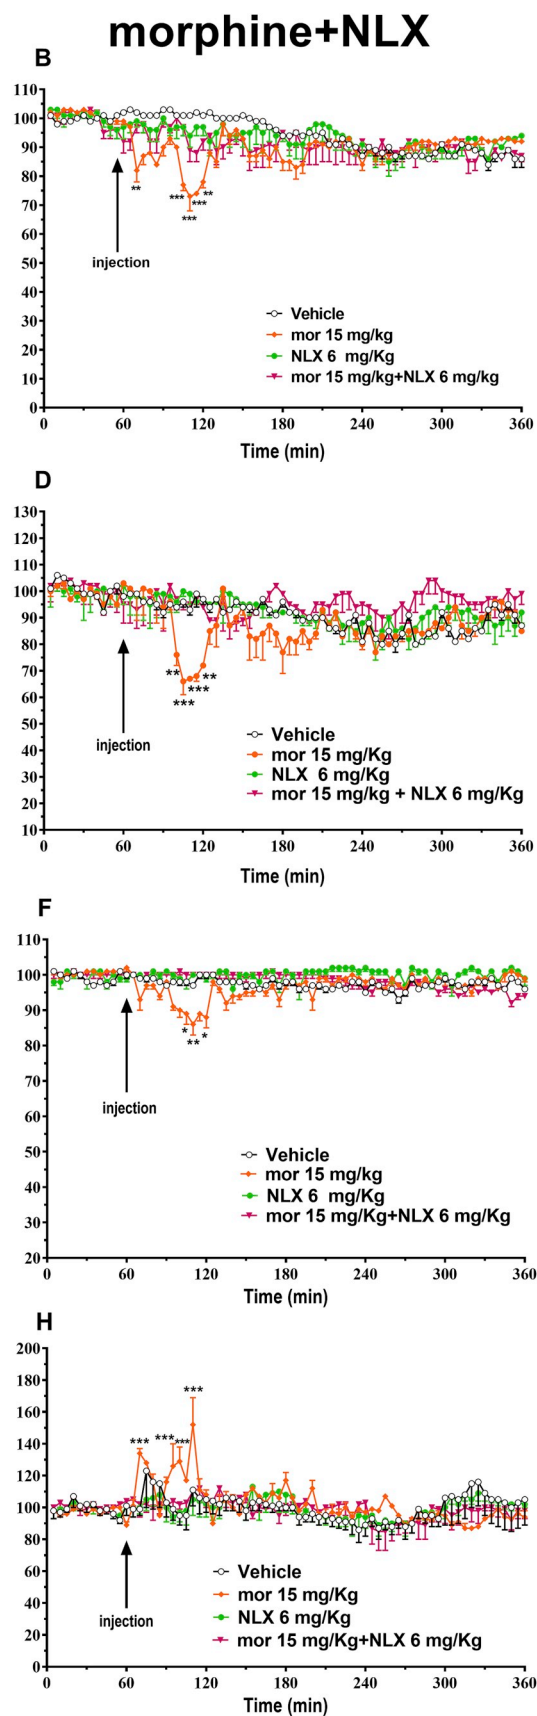 morphine+NLX
B
110
100
90
80
70
60
50
40
30
20
10
0
**
***
***
***
**
injection
Vehicle
mor 15 mg/kg
NLX 6 mg/Kg
mor 15 mg/kg+NLX 6 mg/kg
0 60 120 180 240 300 360
Time (min)
D
130
120
110
100
90
80
70
60
50
40
30
20
10
**
***
***
**
injection
Vehicle
mor 15 mg/Kg
NLX 6 mg/Kg
mor 15 mg/kg + NLX 6 mg/Kg
0 60 120 180 240 300 360
Time (min)
F
110
100
90
80
70
60
50
40
30
20
*
**
*
injection
Vehicle
mor 15 mg/kg
NLX 6 mg/Kg
mor 15 mg/Kg+NLX 6 mg/Kg
0 60 120 180 240 300 360
Time (min)
H
200
180
160
140
120
100
80
60
40
20
0
***
***
***
***
injection
Vehicle
mor 15 mg/Kg
NLX 6 mg/Kg
mor 15 mg/Kg+NLX 6 mg/Kg
0 60 120 180 240 300 360
Time (min)